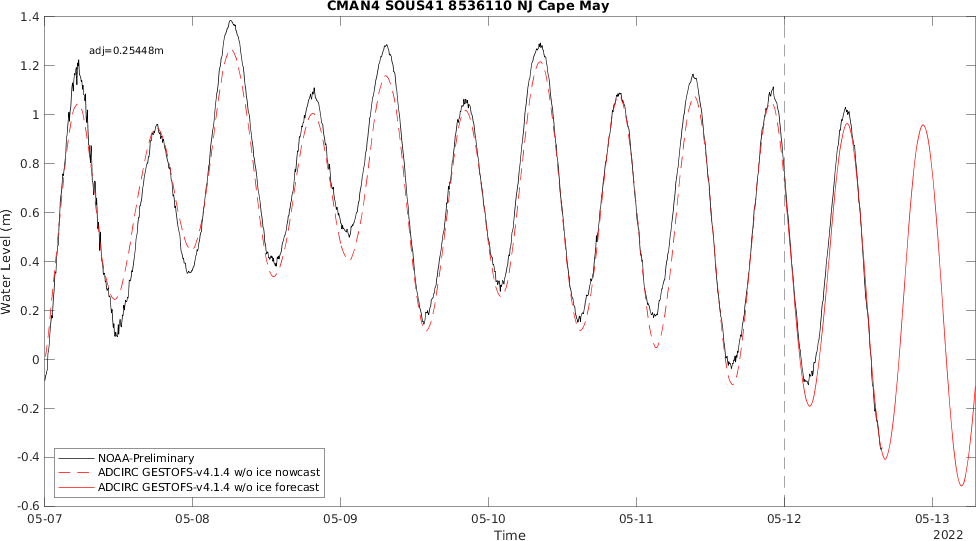 CMAN4 SOUS41 8536110 NJ Cape May
adj=0.25448m
1.4
1.2
1
0.8
0.6
0.4
0.2
0
-0.2
-0.4
-0.6
Water Level (m)
NOAA-Preliminary
ADCIRC GESTOFS-v4.1.4 w/o ice nowcast
ADCIRC GESTOFS-v4.1.4 w/o ice forecast
05-07 05-08 05-09 05-10 05-11 05-12 05-13
Time
2022